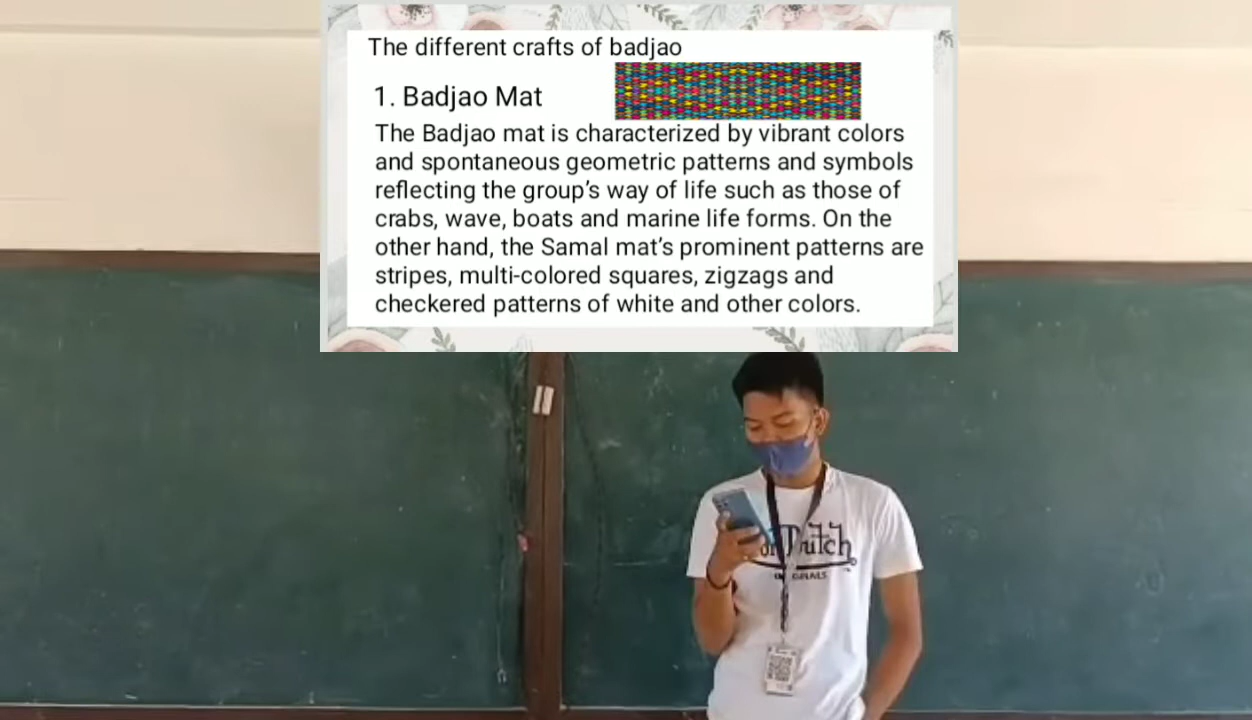 The different crafts of badjao
1. Badjao Mat
The Badjao mat is characterized by vibrant colors
and spontaneous geometric patterns and symbols
reflecting the group's way of life such as those of
crabs, wave, boats and marine life forms. On the
other hand, the Samal mat's prominent patterns are
stripes, multi-colored squares, zigzags and
checkered patterns of white and other colors.
Dutch